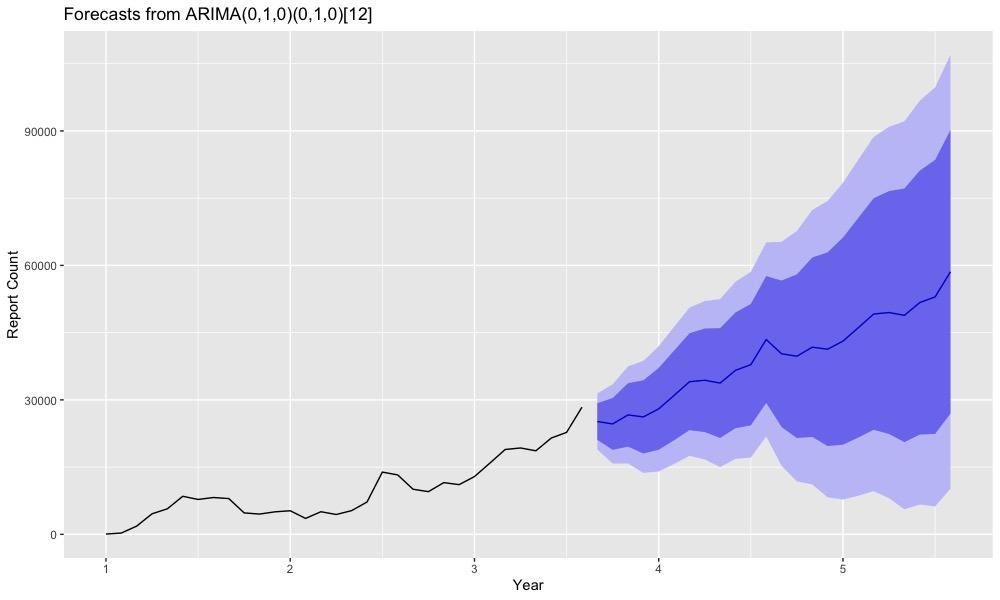 Forecasts from ARIMA(0,1,0)(0,1,0)[12]
Report Count
90000
60000
30000
0
1 2 3 4 5
Year